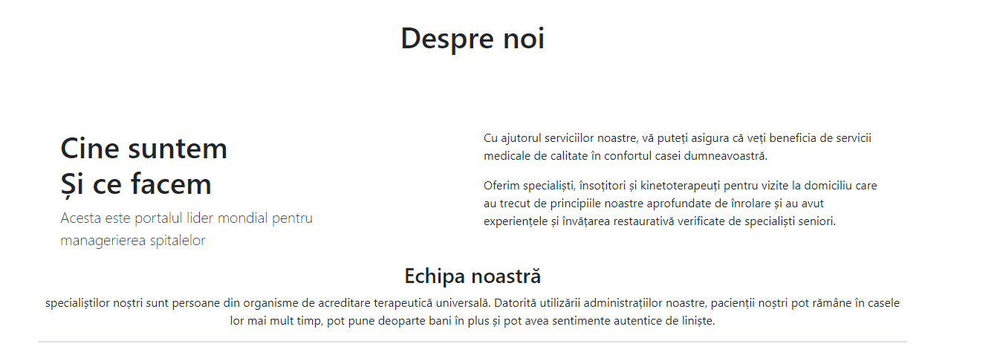 Despre noi
Cine suntem
Și ce facem
Acesta este portalul lider mondial pentru
managerierea spitalelor
Cu ajutorul serviciilor noastre, vă puteți asigura că veți beneficia de servicii
medicale de calitate în confortul casei dumneavoastră.
Oferim specialiști, însoțitori și kinetoterapeuți pentru vizite la domiciliu care
au trecut de principiile noastre aprofundate de înrolare și au avut
experiențele și învățarea restaurativă verificate de specialiști seniori.
Echipa noastră
specialiștilor noștri sunt persoane din organisme de acreditare terapeutică universală. Datorită utilizării administrațiilor noastre, pacienții noștri pot rămâne în casele
lor mai mult timp, pot pune deoparte bani în plus și pot avea sentimente autentice de liniște.